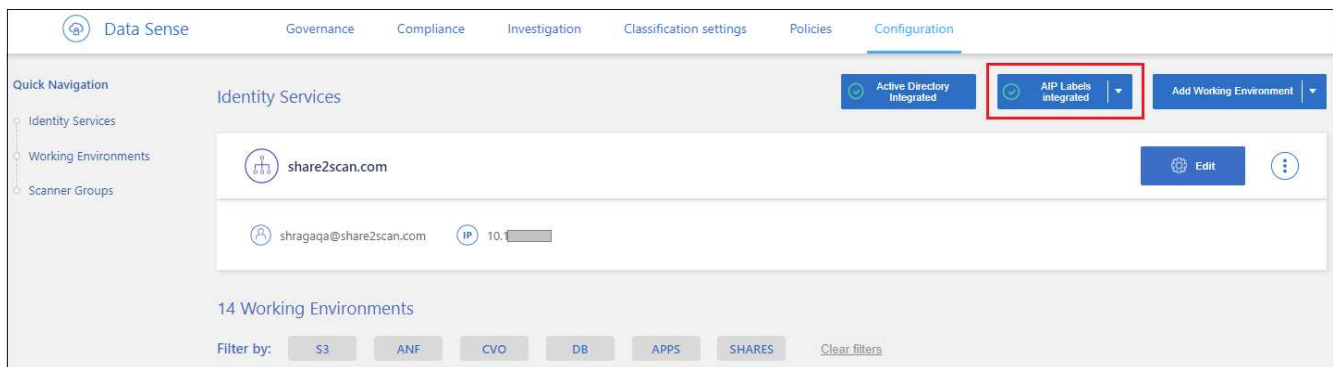 Data Sense
Governance Compliance Investigation Classification settings Policies Configuration
Quick Navigation
Identity Services
Working Environments
Scanner Groups
Identity Services
Active Directory
Integrated
AIP Labels
integrated
Add Working Environment
share2scan.com
Edit
shragaqa@share2scan.com IP 10.1
14 Working Environments
Filter by: S3 ANF CVO DB APPS SHARES Clear filters